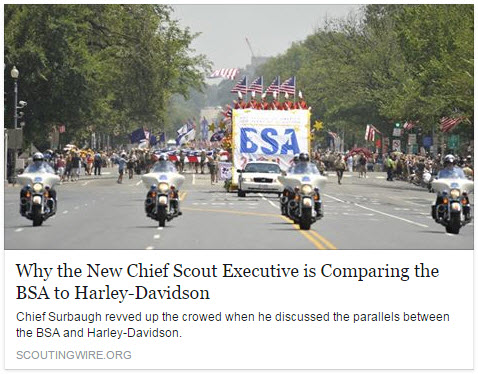 BSA
Why the New Chief Scout Executive is Comparing the
BSA to Harley-Davidson
Chief Surbaugh revved up the crowed when he discussed the parallels between
the BSA and Harley-Davidson.
SCOUTINGWIRE.ORG